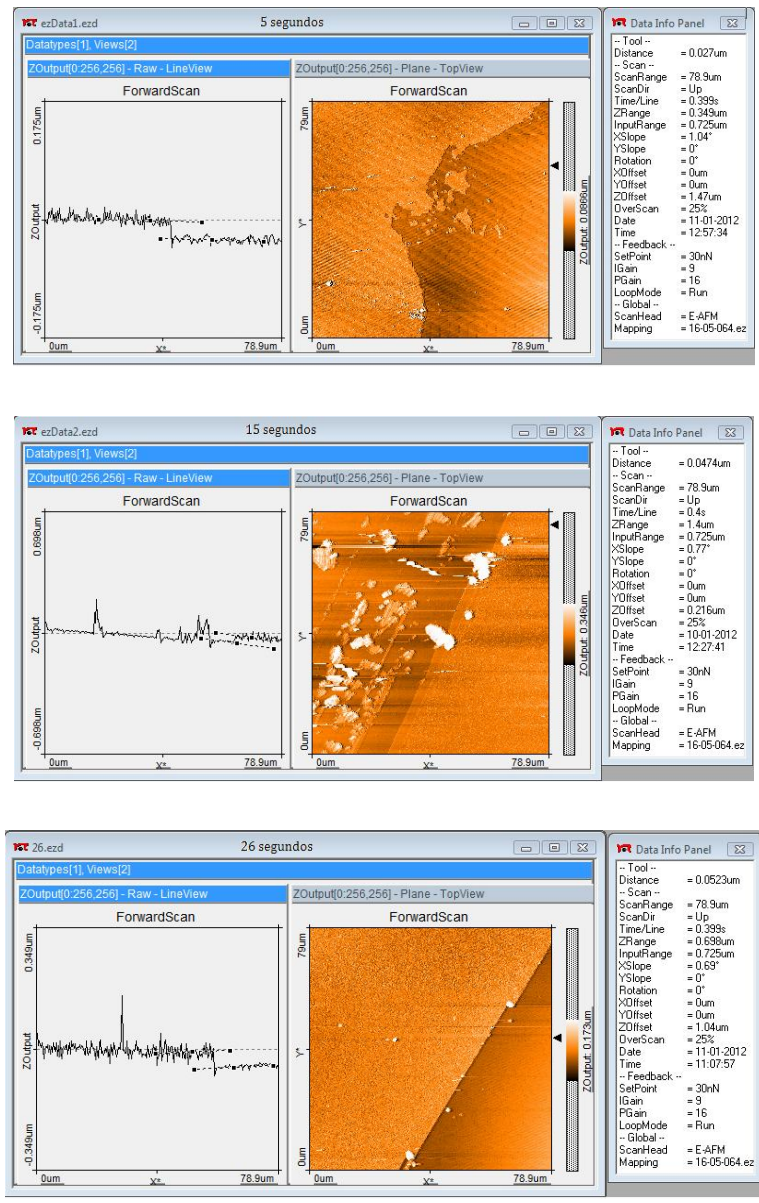 ezData1.ezd
5 segundos
Datatypes[1], Views[2]
ZOutput[0:256,256] - Raw - LineView
ZOutput[0:256,256] - Plane - TopView
ForwardScan
ForwardScan
0.175um
ZOutput
-0.175um
0um
X*
78.9um
79um
Y*
0um
0um
X*
78.9um
ZOutput: 0.0866um
Data Info Panel
-- Tool --
Distance = 0.027um
-- Scan --
ScanRange = 78.9um
ScanDir = Up
Time/Line = 0.399s
ZRange = 0.349um
InputRange = 0.725um
XSlope = 1.04°
YSlope = 0°
Rotation = 0°
XOffset = 0um
YOffset = 0um
ZOffset = 1.47um
OverScan = 25%
Date = 11-01-2012
Time = 12:57:34
-- Feedback --
SetPoint = 30nN
IGain = 9
PGain = 16
LoopMode = Run
-- Global --
ScanHead = E-AFM
Mapping = 16-05-064.ez
ezData2.ezd
15 segundos
Datatypes[1], Views[2]
ZOutput[0:256,256] - Raw - LineView
ZOutput[0:256,256] - Plane - TopView
ForwardScan
ForwardScan
0.698um
ZOutput
-0.698um
0um
X*
78.9um
79um
Y*
0um
0um
X*
78.9um
ZOutput: 0.346um
Data Info Panel
-- Tool --
Distance = 0.0474um
-- Scan --
ScanRange = 78.9um
ScanDir = Up
Time/Line = 0.4s
ZRange = 1.4um
InputRange = 0.725um
XSlope = 0.77°
YSlope = 0°
Rotation = 0°
XOffset = 0um
YOffset = 0um
ZOffset = 0.216um
OverScan = 25%
Date = 10-01-2012
Time = 12:27:41
-- Feedback --
SetPoint = 30nN
IGain = 9
PGain = 16
LoopMode = Run
-- Global --
ScanHead = E-AFM
Mapping = 16-05-064.ez
26.ezd
26 segundos
Datatypes[1], Views[2]
ZOutput[0:256,256] - Raw - LineView
ZOutput[0:256,256] - Plane - TopView
ForwardScan
ForwardScan
0.349um
ZOutput
-0.349um
0um
X*
78.9um
79um
Y*
0um
0um
X*
78.9um
ZOutput: 0.173um
Data Info Panel
-- Tool --
Distance = 0.0523um
-- Scan --
ScanRange = 78.9um
ScanDir = Up
Time/Line = 0.399s
ZRange = 0.698um
InputRange = 0.725um
XSlope = 0.69°
YSlope = 0°
Rotation = 0°
XOffset = 0um
YOffset = 0um
ZOffset = 1.04um
OverScan = 25%
Date = 11-01-2012
Time = 11:07:57
-- Feedback --
SetPoint = 30nN
IGain = 9
PGain = 16
LoopMode = Run
-- Global --
ScanHead = E-AFM
Mapping = 16-05-064.ez